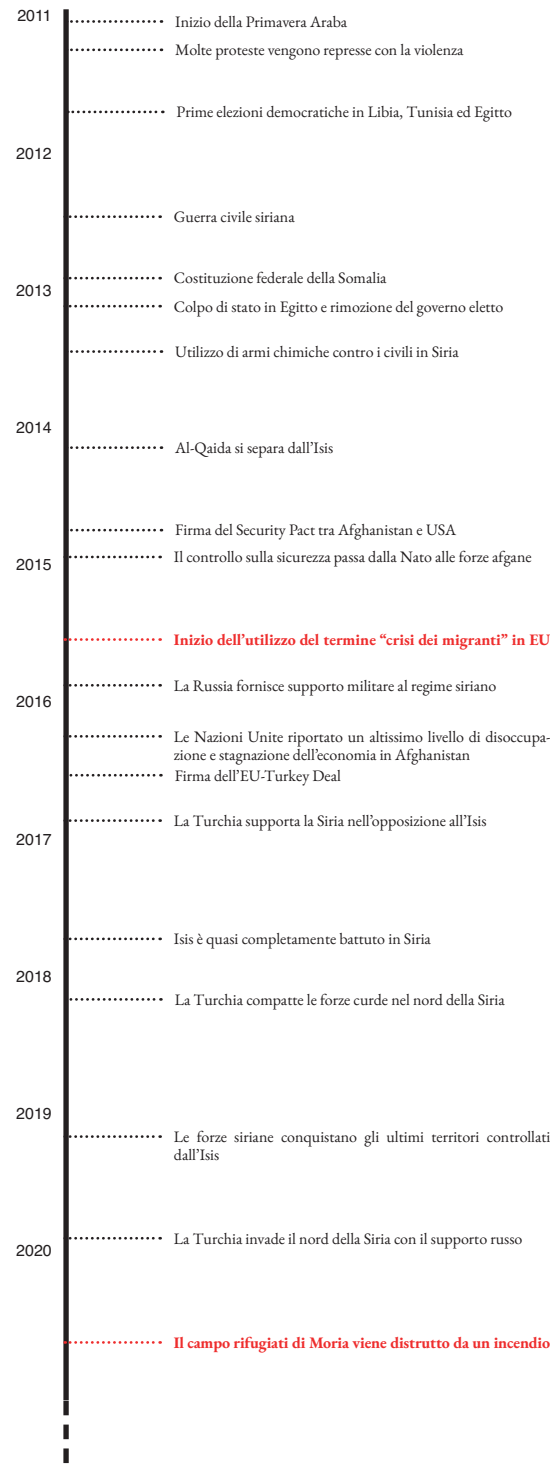 2011
Inizio della Primavera Araba
Molte proteste vengono represse con la violenza
Prime elezioni democratiche in Libia, Tunisia ed Egitto
2012
Guerra civile siriana
Costituzione federale della Somalia
2013
Colpo di stato in Egitto e rimozione del governo eletto
Utilizzo di armi chimiche contro i civili in Siria
2014
Al-Qaida si separa dall’Isis
Firma del Security Pact tra Afghanistan e USA
Il controllo sulla sicurezza passa dalla Nato alle forze afgane
2015
Inizio dell’utilizzo del termine “crisi dei migranti” in EU
La Russia fornisce supporto militare al regime siriano
2016
Le Nazioni Unite riportato un altissimo livello di disoccupa-
zione e stagnazione dell’economia in Afghanistan
Firma dell’EU-Turkey Deal
La Turchia supporta la Siria nell’opposizione all’Isis
2017
Isis è quasi completamente battuto in Siria
2018
La Turchia compatte le forze curde nel nord della Siria
2019
Le forze siriane conquistano gli ultimi territori controllati
dall’Isis
La Turchia invade il nord della Siria con il supporto russo
2020
Il campo rifugiati di Moria viene distrutto da un incendio